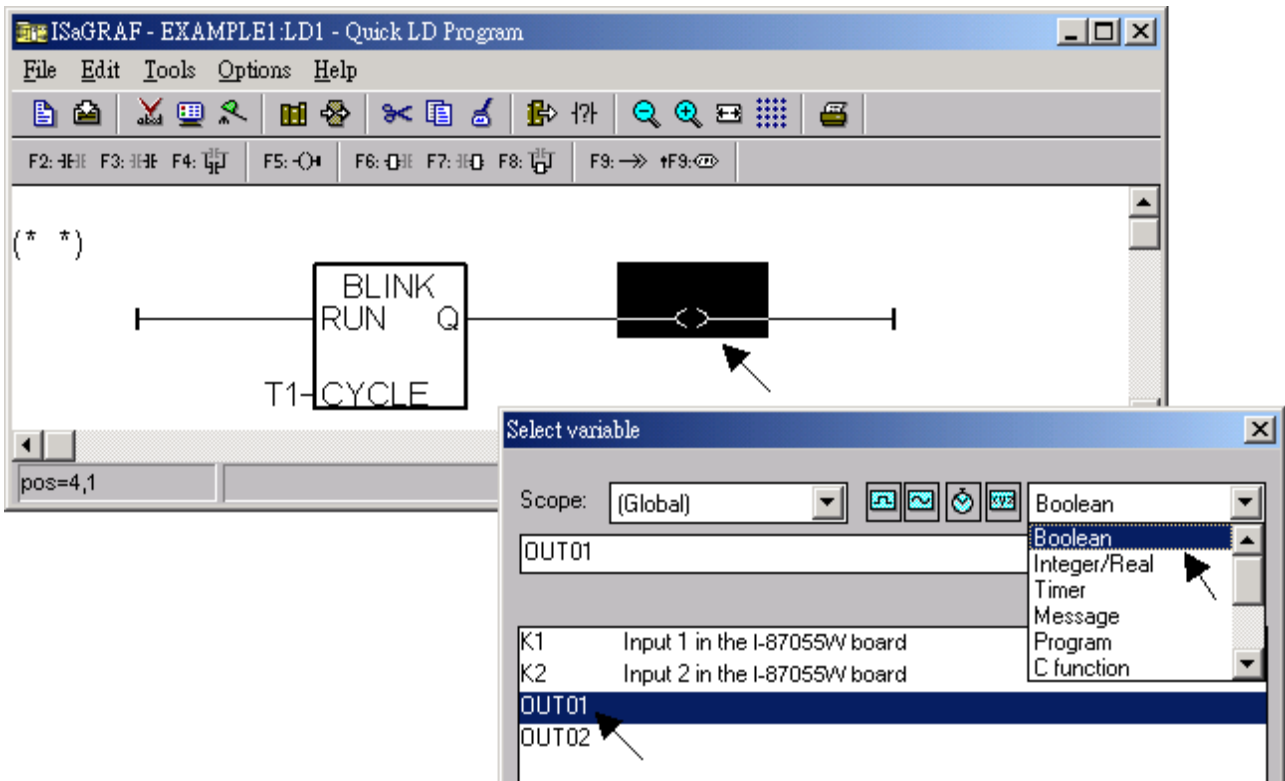 ISaGRAF - EXAMPLE1:LD1 - Quick LD Program
File Edit Tools Options Help
F2: F3: F4: F5: F6: F7: F8: F9: F9:
(* *)
BLINK
RUN Q
T1 CYCLE
pos=4,1
Select variable
Scope: (Global) xyz Boolean
OUT01
Boolean
Integer/Real
Timer
Message
Program
C function
K1 Input 1 in the I-87055W board
K2 Input 2 in the I-87055W board
OUT01
OUT02